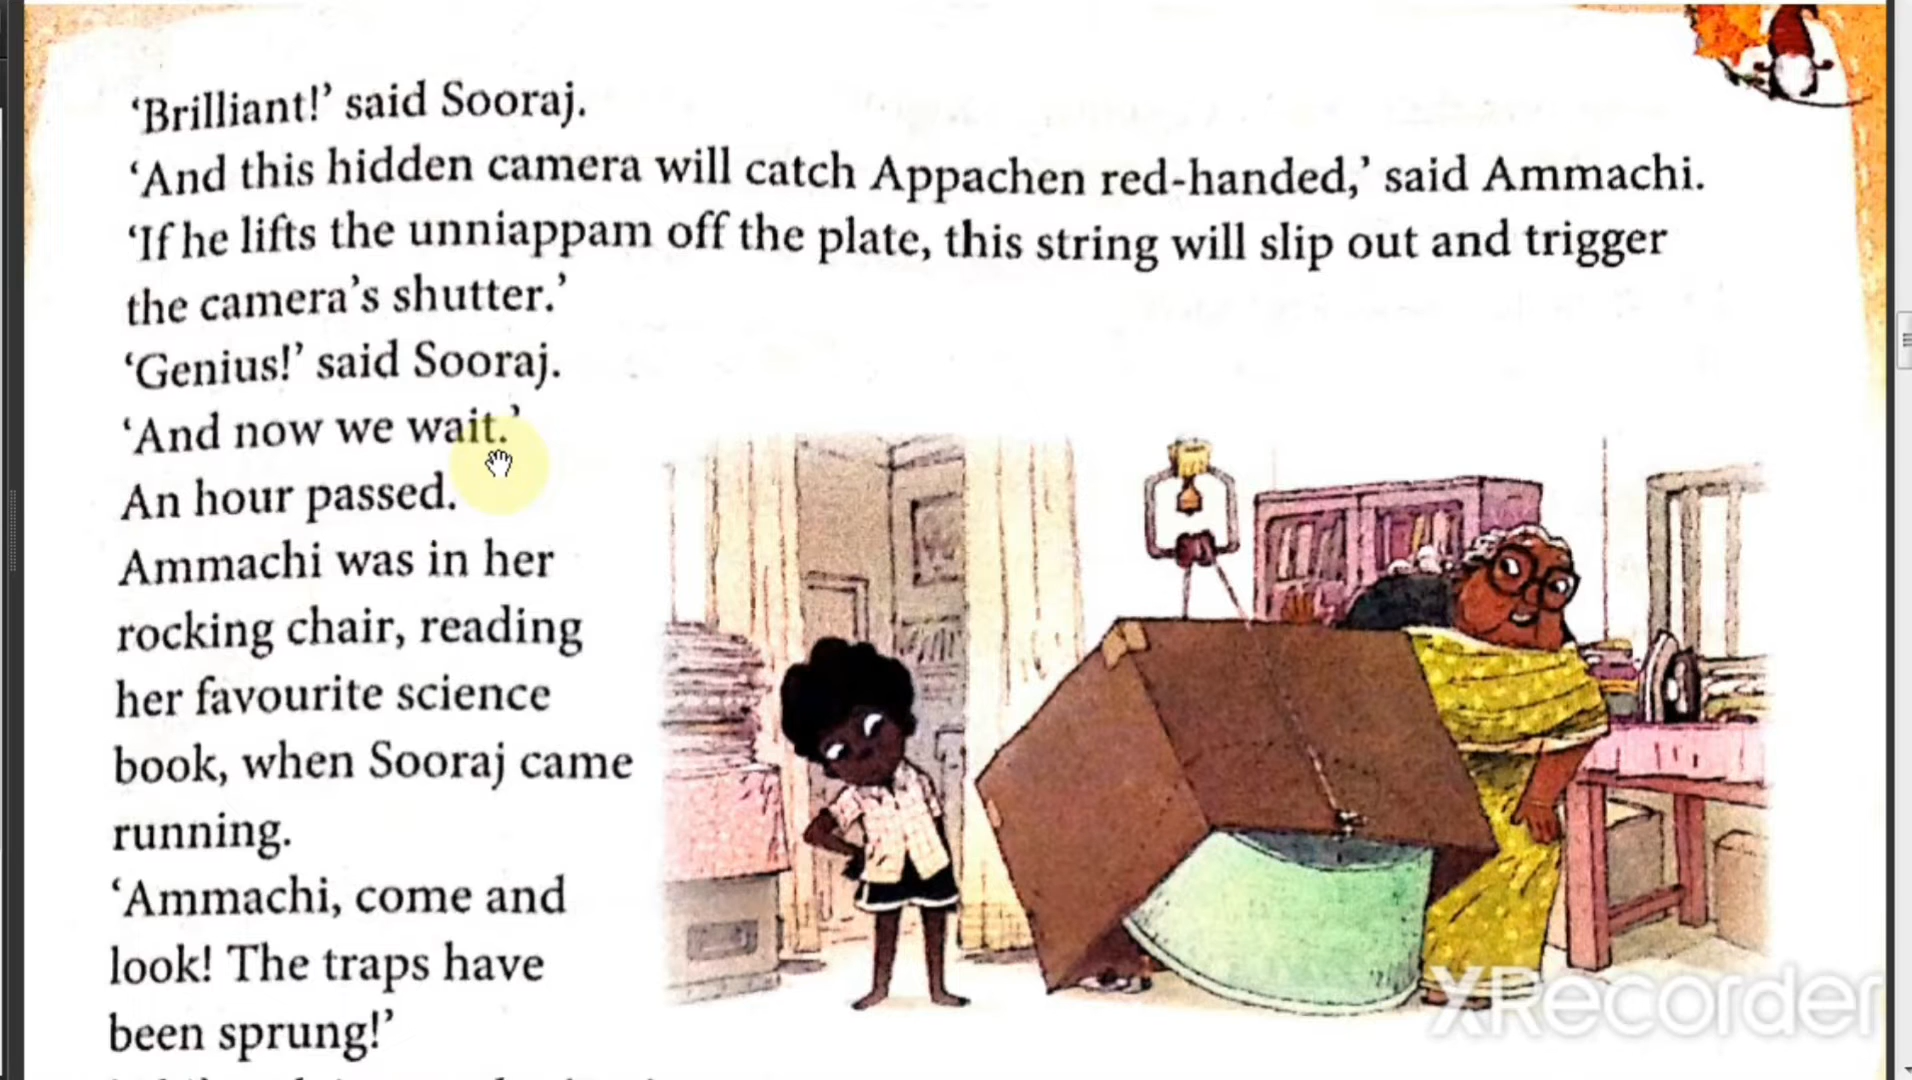 ‘Brilliant!’ said Sooraj.
‘And this hidden camera will catch Appachen red-handed,’ said Ammachi.
‘If he lifts the unniappam off the plate, this string will slip out and trigger
the camera’s shutter.’
‘Genius!’ said Sooraj.
‘And now we wait.’
An hour passed.
Ammachi was in her
rocking chair, reading
her favourite science
book, when Sooraj came
running.
‘Ammachi, come and
look! The traps have
been sprung!’
XRecorder